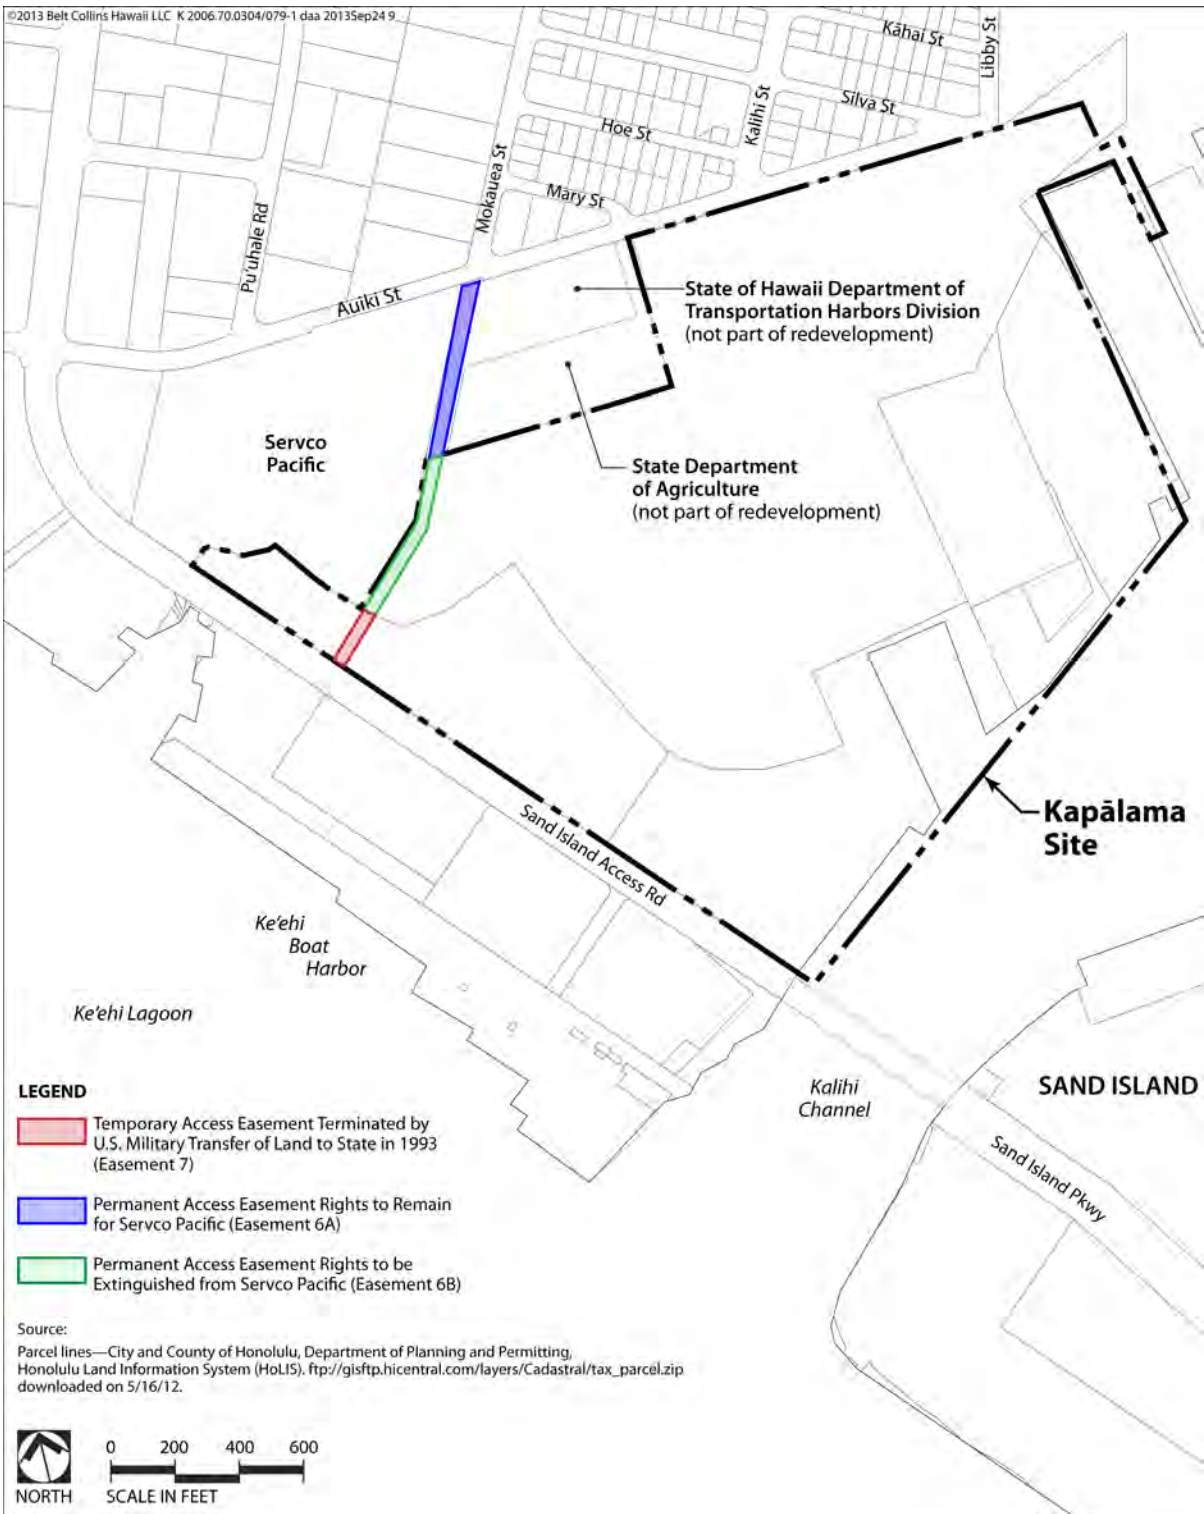 ©2013 Belt Collins Hawaii LLC K 2006.70.0304/079-1 daa 2013Sep24 9
Kāhai St
Libby St
Silva St
Kalihi St
Hoe St
Mokauea St
Mary St
Pu'uhale Rd
Auiki St
State of Hawaii Department of
Transportation Harbors Division
(not part of redevelopment)
Servco
Pacific
State Department
of Agriculture
(not part of redevelopment)
Kapālama
Site
Sand Island Access Rd
Ke'ehi
Boat
Harbor
Ke'ehi Lagoon
Kalihi
Channel
SAND ISLAND
Sand Island Pkwy
LEGEND
Temporary Access Easement Terminated by
U.S. Military Transfer of Land to State in 1993
(Easement 7)
Permanent Access Easement Rights to Remain
for Servco Pacific (Easement 6A)
Permanent Access Easement Rights to be
Extinguished from Servco Pacific (Easement 6B)
Source:
Parcel lines—City and County of Honolulu, Department of Planning and Permitting,
Honolulu Land Information System (HoLIS). ftp://gisftp.hicentral.com/layers/Cadastral/tax_parcel.zip
downloaded on 5/16/12.
0 200 400 600
NORTH SCALE IN FEET